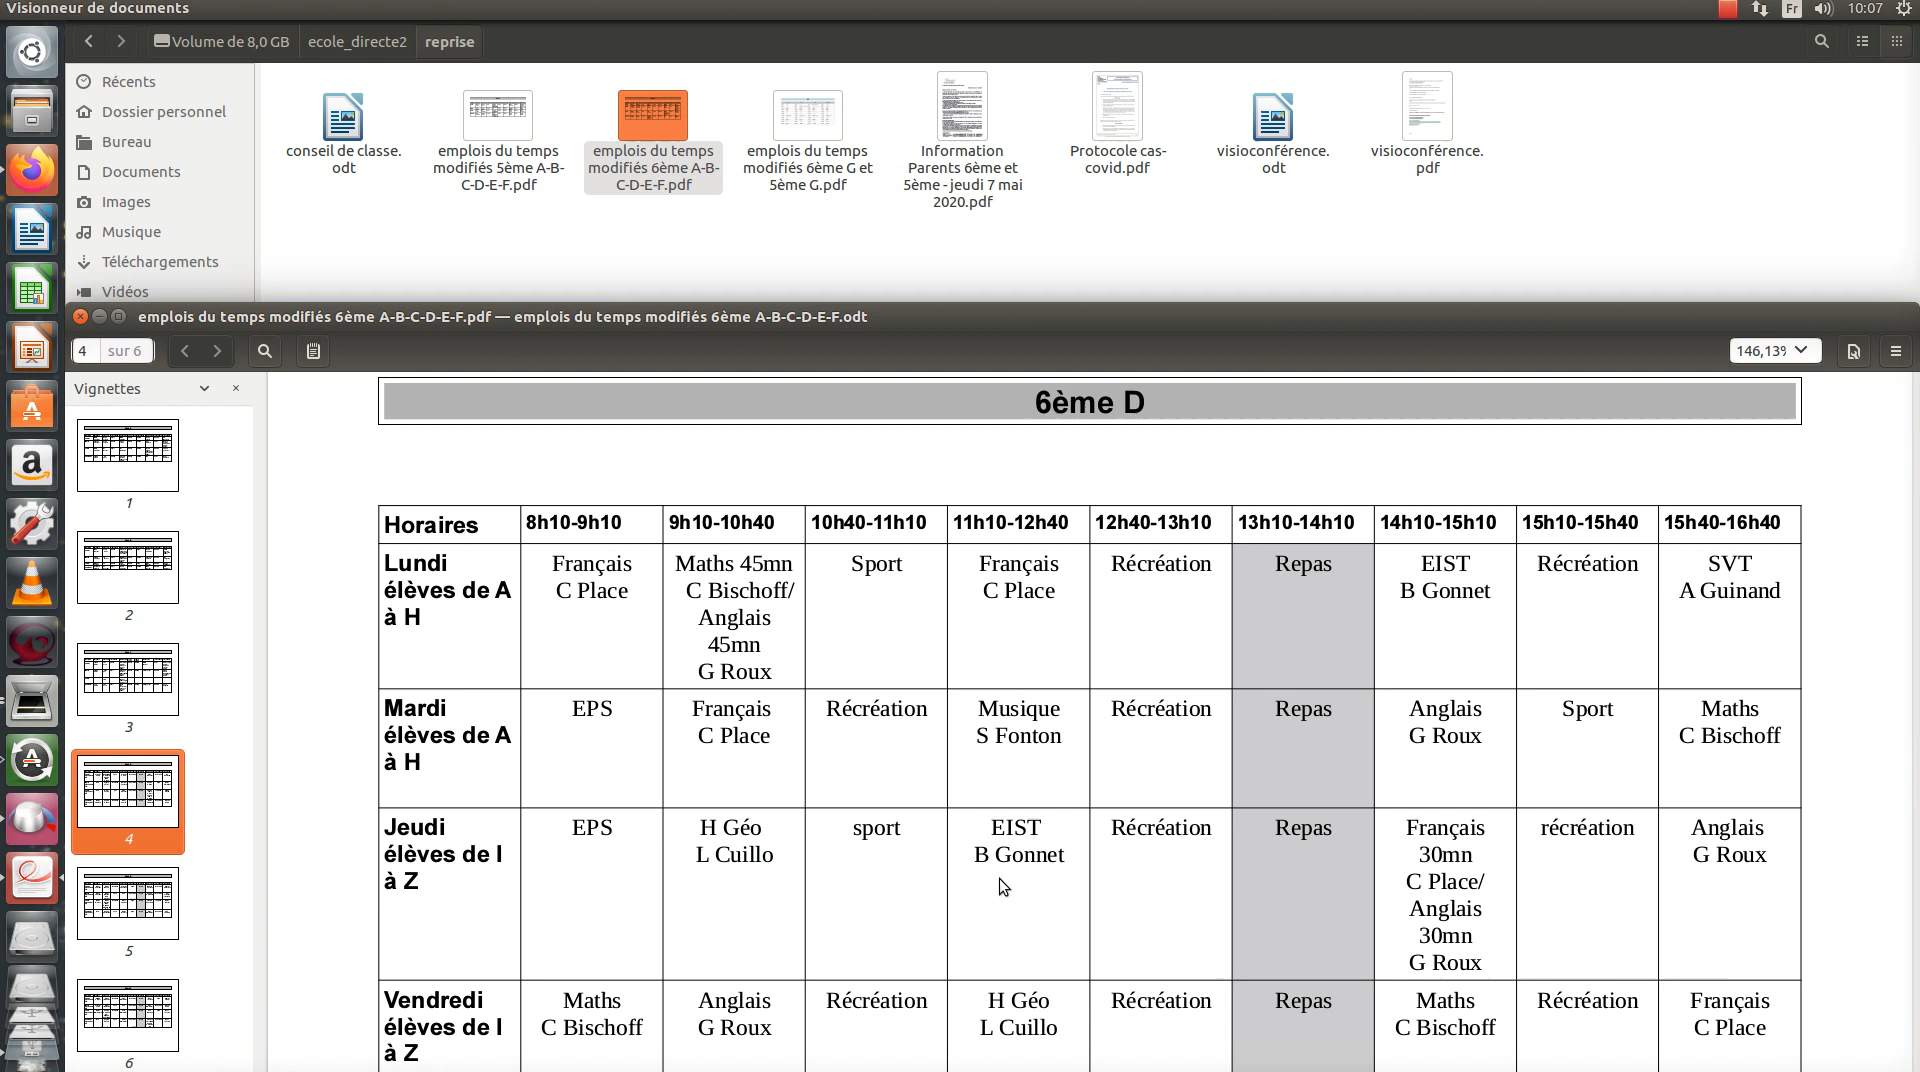 Visionneur de documents
Fr
10:07
Volume de 8,0 GB
ecole_directe2
reprise
Récents
Dossier personnel
Bureau
Documents
Images
Musique
Téléchargements
Vidéos
conseil de classe.
odt
emplois du temps
modifiés 5ème A-B-
C-D-E-F.pdf
emplois du temps
modifiés 6ème A-B-
C-D-E-F.pdf
emplois du temps
modifiés 6ème G et
5ème G.pdf
Information
Parents 6ème et
5ème - jeudi 7 mai
2020.pdf
Protocole cas-
covid.pdf
visioconférence.
odt
visioconférence.
pdf
emplois du temps modifiés 6ème A-B-C-D-E-F.pdf — emplois du temps modifiés 6ème A-B-C-D-E-F.odt
4 sur 6
146,13%
Vignettes
1
2
3
4
5
6
6ème D
Horaires 8h10-9h10 9h10-10h40 10h40-11h10 11h10-12h40 12h40-13h10 13h10-14h10 14h10-15h10 15h10-15h40 15h40-16h40
Lundi
élèves de A
à H
Français
C Place
Maths 45mn
C Bischoff/
Anglais
45mn
G Roux
Sport
Français
C Place
Récréation
Repas
EIST
B Gonnet
Récréation
SVT
A Guinand
Mardi
élèves de A
à H
EPS
Français
C Place
Récréation
Musique
S Fonton
Récréation
Repas
Anglais
G Roux
Sport
Maths
C Bischoff
Jeudi
élèves de I
à Z
EPS
H Géo
L Cuillo
sport
EIST
B Gonnet
Récréation
Repas
Français
30mn
C Place/
Anglais
30mn
G Roux
récréation
Anglais
G Roux
Vendredi
élèves de I
à Z
Maths
C Bischoff
Anglais
G Roux
Récréation
H Géo
L Cuillo
Récréation
Repas
Maths
C Bischoff
Récréation
Français
C Place